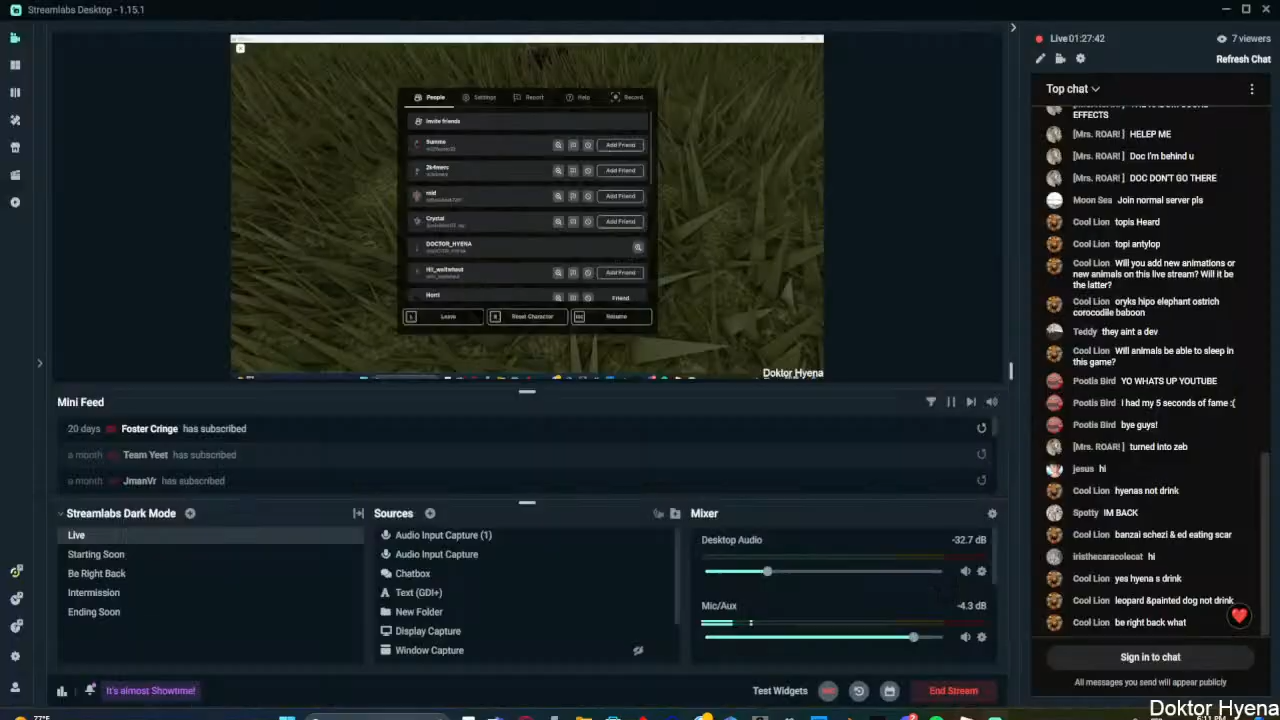 Streamlabs Desktop - 1.15.1
People Settings Report Help Record
Invite friends
Summo
Add Friend
Add Friend
Add Friend
Crystal
Add Friend
DOCTOR_HYENA
Add Friend
Friend
L Leave R Reset Character ESC Resume
Doktor Hyena
Mini Feed
20 days Foster Cringe has subscribed
a month Team Yeet has subscribed
a month JmanVr has subscribed
Streamlabs Dark Mode
Live
Starting Soon
Be Right Back
Intermission
Ending Soon
Sources
Audio Input Capture (1)
Audio Input Capture
Chatbox
Text (GDI+)
New Folder
Display Capture
Window Capture
Mixer
Desktop Audio -32.7 dB
Mic/Aux -4.3 dB
It's almost Showtime!
Test Widgets
End Stream
Live 01:27:42 7 viewers
Refresh Chat
Top chat
EFFECTS
[Mrs. ROAR! ] HELEP ME
[Mrs. ROAR! ] Doc I'm behind u
[Mrs. ROAR! ] DOC DON'T GO THERE
Moon Sea Join normal server pls
Cool Lion topis Heard
Cool Lion topi antylop
Cool Lion Will you add new animations or
new animals on this live stream? Will it be
the latter?
Cool Lion oryks hipo elephant ostrich
corocodile baboon
Teddy they aint a dev
Cool Lion Will animals be able to sleep in
this game?
Pootis Bird YO WHATS UP YOUTUBE
Pootis Bird I had my 5 seconds of fame :(
Pootis Bird bye guys!
[Mrs. ROAR! ] turned into zeb
jesus hi
Cool Lion hyenas not drink
Spotty IM BACK
Cool Lion banzai schezi & ed eating scar
iristhecaracolecat hi
Cool Lion yes hyena s drink
Cool Lion leopard &painted dog not drink
Cool Lion be right back what
Sign in to chat
All messages you send will appear publicly
Doktor Hyena
77°F
6:11 PM